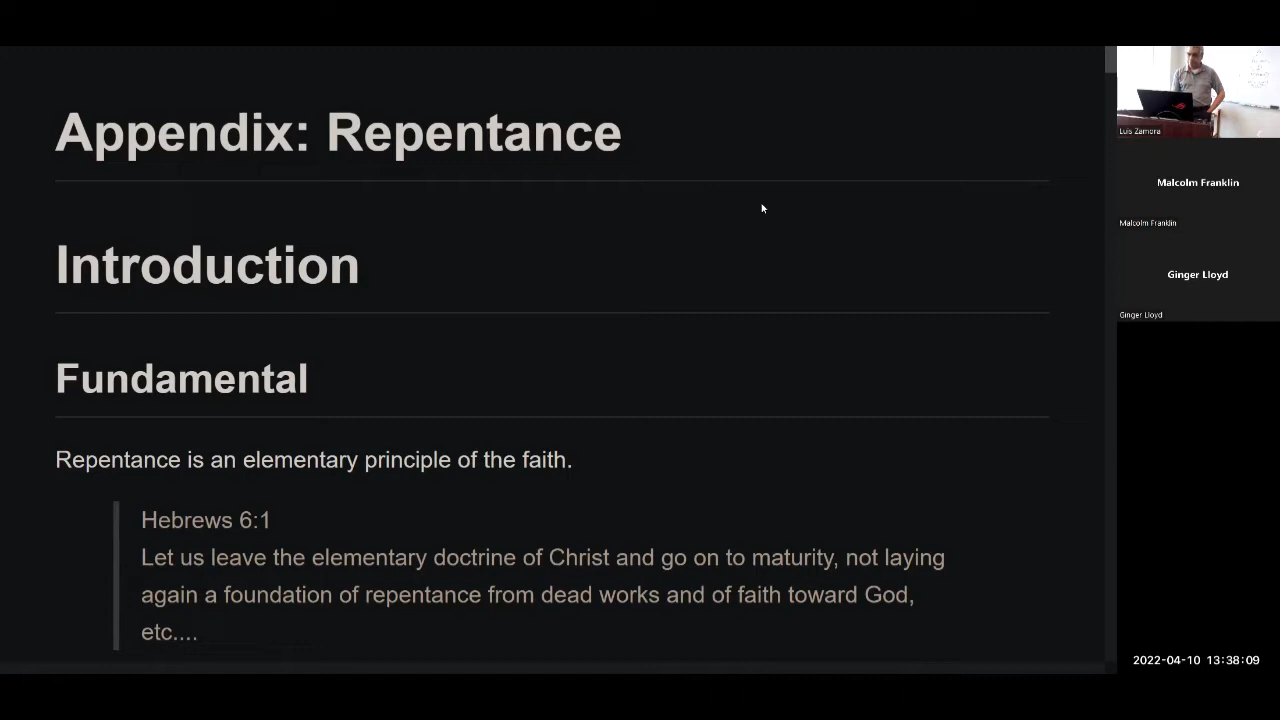 Appendix: Repentance
Introduction
Fundamental
Repentance is an elementary principle of the faith.
Hebrews 6:1
Let us leave the elementary doctrine of Christ and go on to maturity, not laying
again a foundation of repentance from dead works and of faith toward God,
etc....
Luis Zamora
Malcolm Franklin
Malcolm Franklin
Ginger Lloyd
Ginger Lloyd
2022-04-10 13:38:09